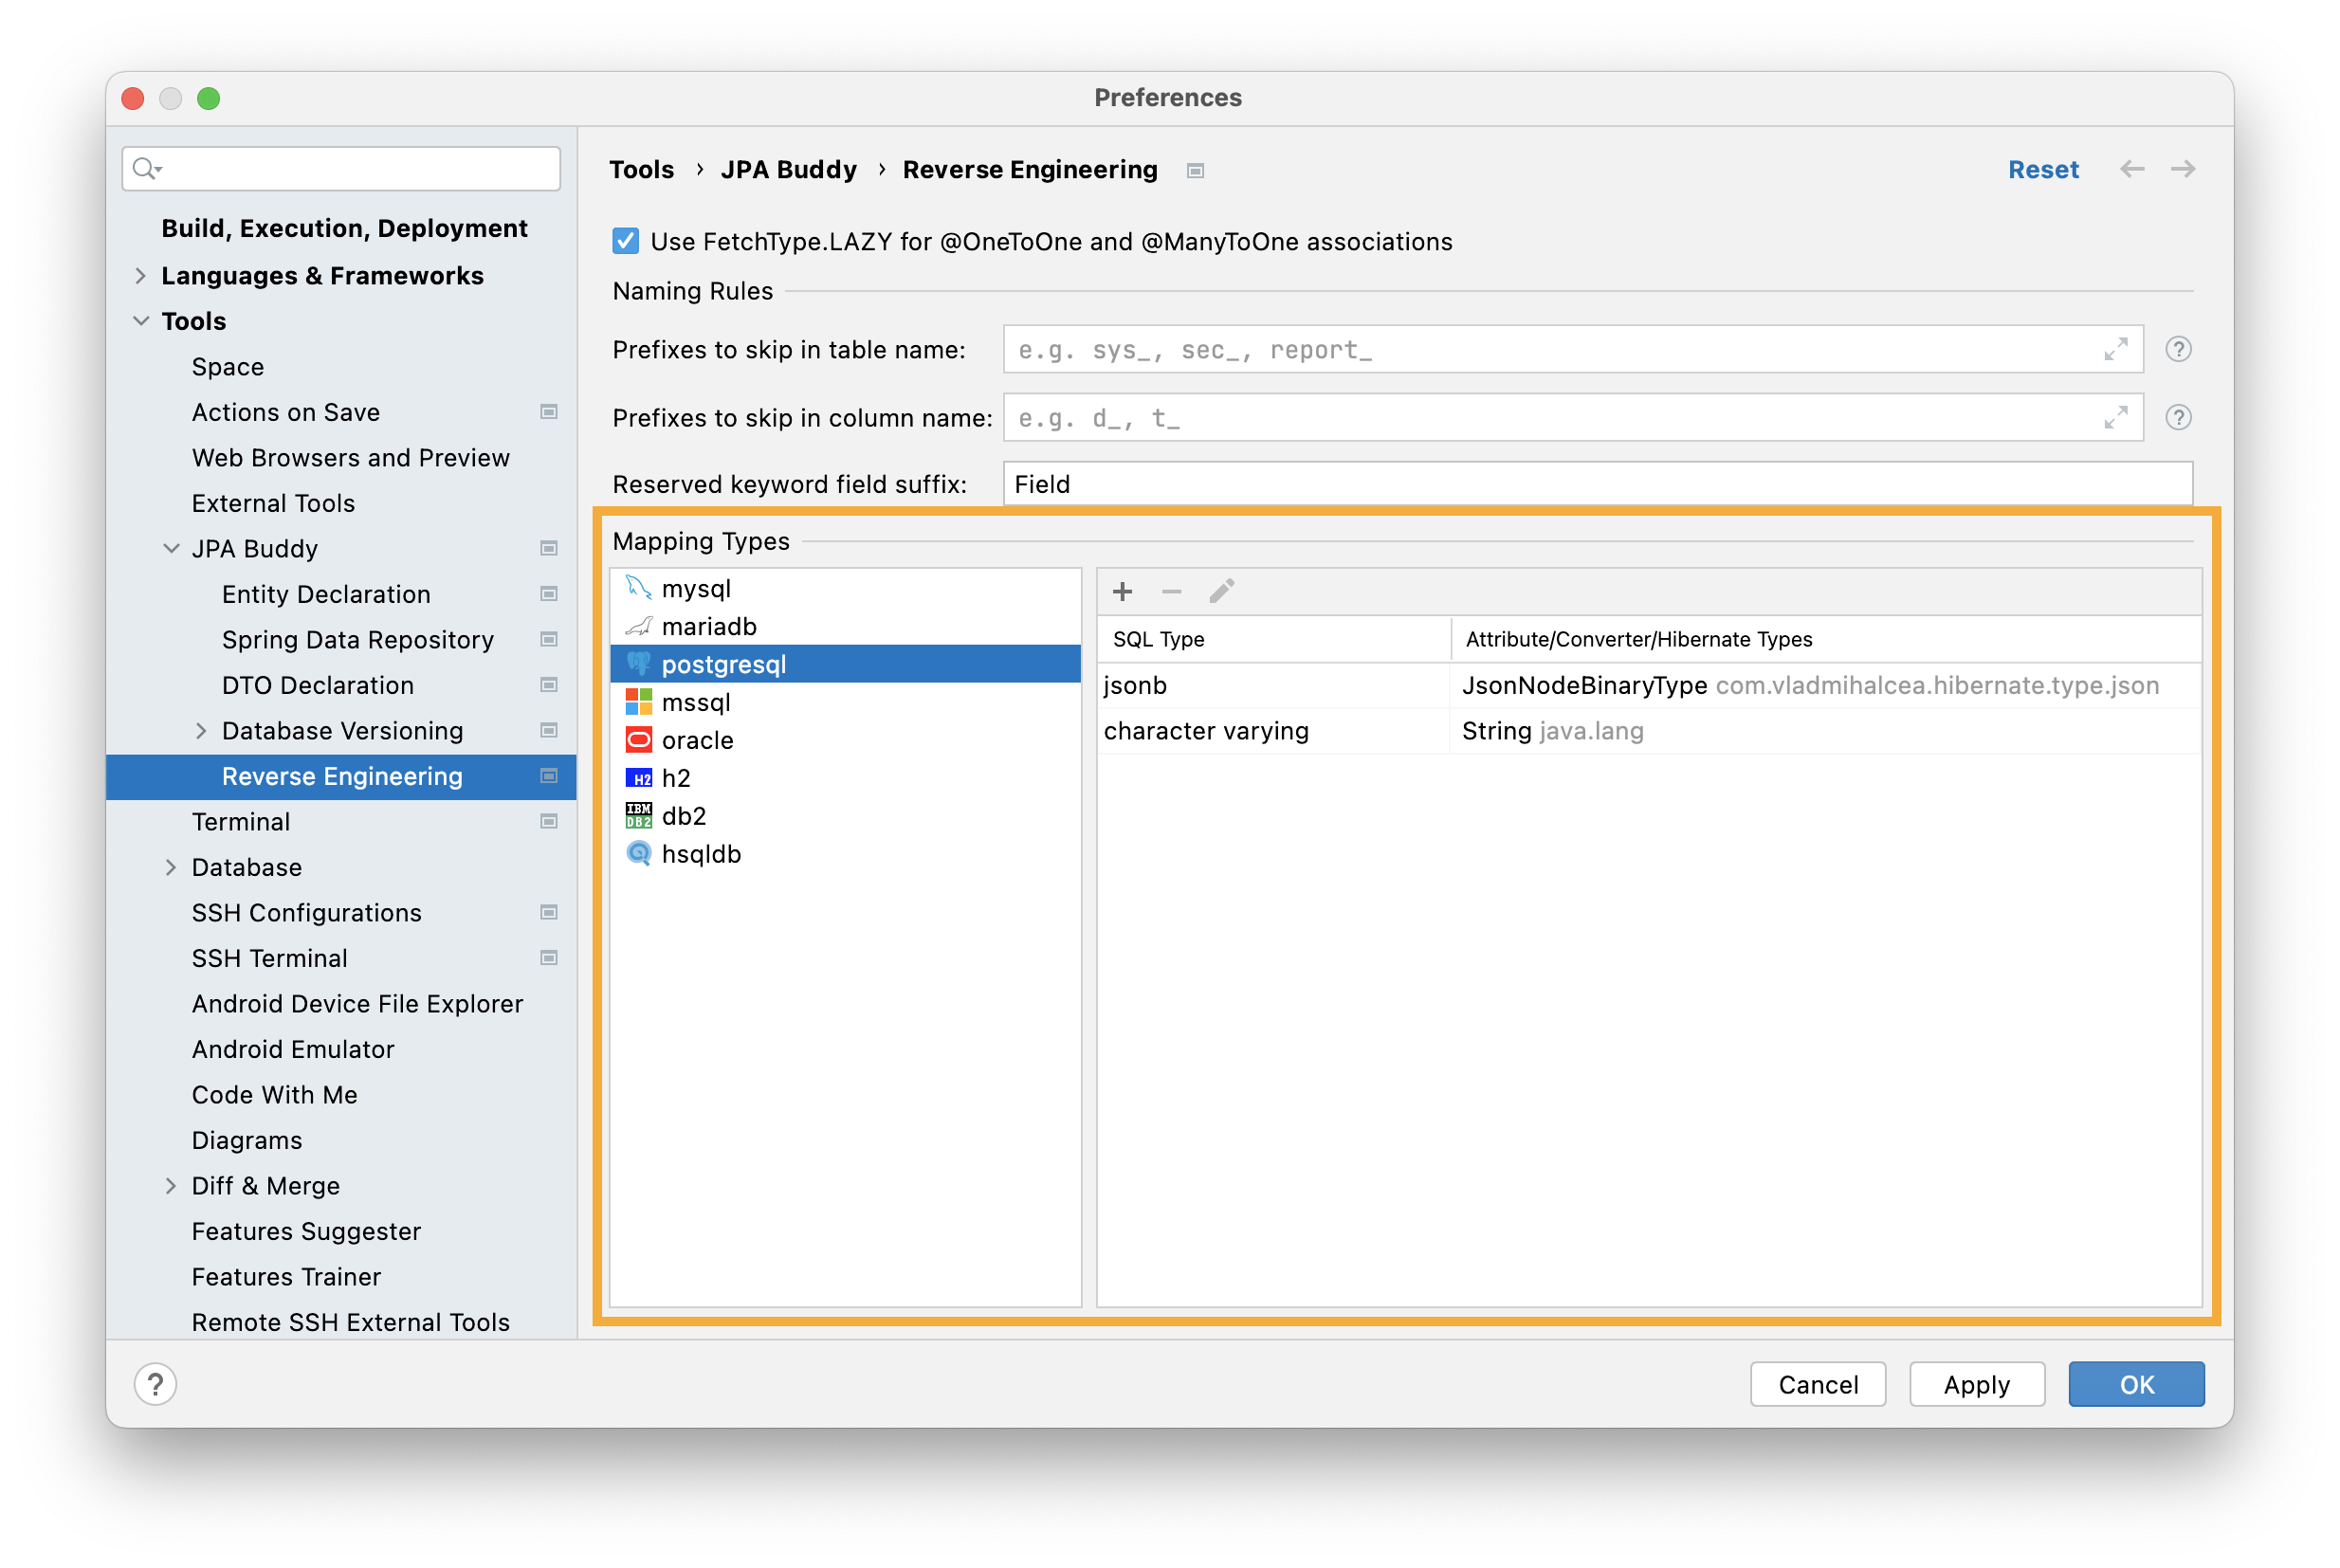 Preferences
Build, Execution, Deployment
Languages & Frameworks
Tools
Space
Actions on Save
Web Browsers and Preview
External Tools
JPA Buddy
Entity Declaration
Spring Data Repository
DTO Declaration
Database Versioning
Reverse Engineering
Terminal
Database
SSH Configurations
SSH Terminal
Android Device File Explorer
Android Emulator
Code With Me
Diagrams
Diff & Merge
Features Suggester
Features Trainer
Remote SSH External Tools
Tools › JPA Buddy › Reverse Engineering
Reset
Use FetchType.LAZY for @OneToOne and @ManyToOne associations
Naming Rules
Prefixes to skip in table name: e.g. sys_, sec_, report_ ?
Prefixes to skip in column name: e.g. d_, t_ ?
Reserved keyword field suffix: Field
Mapping Types
mysql
mariadb
postgresql
mssql
oracle
H2 h2
IBM DB2 db2
hsqldb
SQL Type Attribute/Converter/Hibernate Types
jsonb JsonNodeBinaryType com.vladmihalcea.hibernate.type.json
character varying String java.lang
? Cancel Apply OK